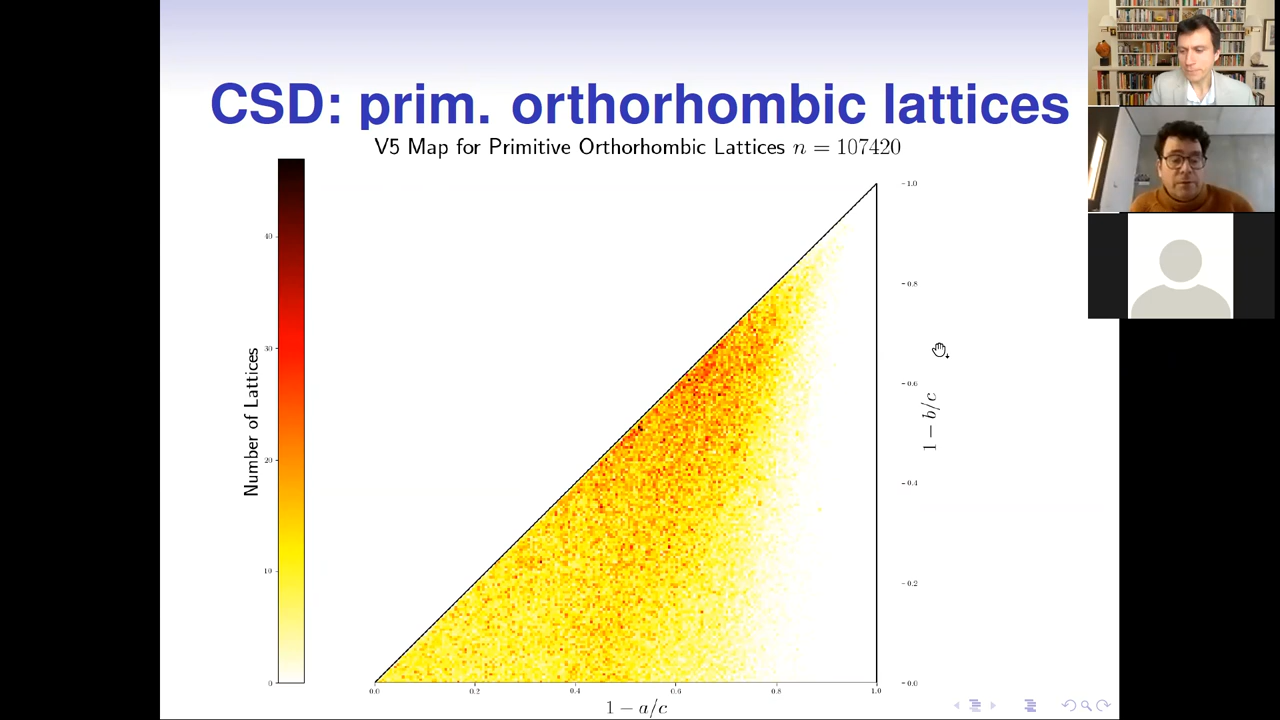 CSD: prim. orthorhombic lattices
V5 Map for Primitive Orthorhombic Lattices n = 107420
Number of Lattices
40
30
20
10
0
1.0
0.8
0.6
0.4
0.2
0.0
1 − b/c
0.0 0.2 0.4 0.6 0.8 1.0
1 − a/c